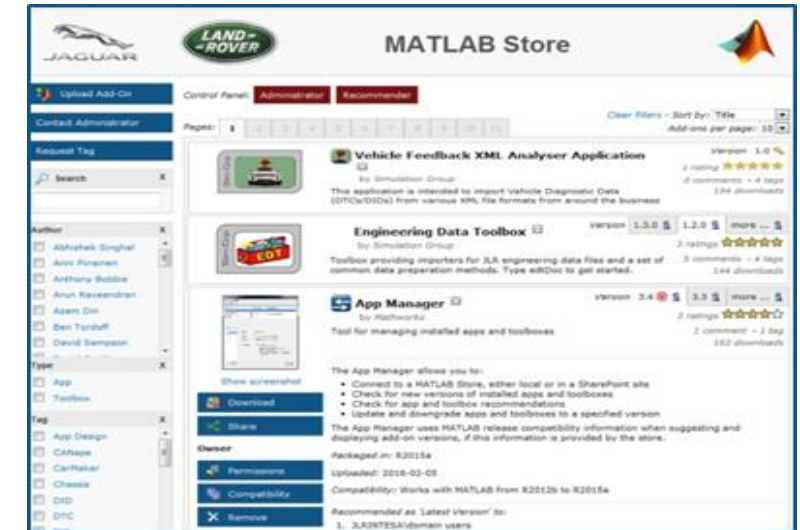 JAGUAR
LAND-
-ROVER
MATLAB Store
Upload Add-On
Contact Administrator
Request Tag
Search X
Author X
Abhishek Singhal
Anthony Bobbie
Arun Raveendran
Azam Din
Ben Tordoff
David Sampson
Type X
App
Toolbox
Tag X
App Design
CANape
CarMaker
Chassis
DID
DTC
Control Panel: Administrator Recommender
Pages: 1 2 3 4 5 6 7 8 9 10 11
Clear filters - Sort by: Title
Add-ons per page: 10
Vehicle Feedback XML Analyser Application
Version 1.0
by Simulation Group
1 rating
0 comments - 4 tags
194 downloads
This application is intended to import Vehicle Diagnostic Data
(DTCs/DIDs) from various XML file formats from around the business
EDT
Engineering Data Toolbox
Version 1.3.0 1.2.0 more ...
by Simulation Group
3 ratings
144 downloads
Toolbox providing importers for JLR engineering data files and a set of
common data preparation methods. Type edtDoc to get started.
App Manager
Version 3.4 3.3 more ...
by Mathworks
3 ratings
1 comment - 1 tag
162 downloads
Tool for managing installed apps and toolboxes
Show screenshot
Download
Share
Owner
Permissions
Compatibility
Remove
The App Manager allows you to:
• Connect to a MATLAB Store, either local or in a SharePoint site
• Check for new versions of installed apps and toolboxes
• Check for app and toolbox recommendations
• Update and downgrade apps and toolboxes to a specified version
The App Manager uses MATLAB release compatibility information when suggesting and
displaying add-on versions, if this information is provided by the store.
Packaged in: R2015a
Uploaded: 2016-02-05
Compatibility: Works with MATLAB from R2012b to R2015a
Recommended as 'Latest Version' to:
1. JLRINTESA\domain users